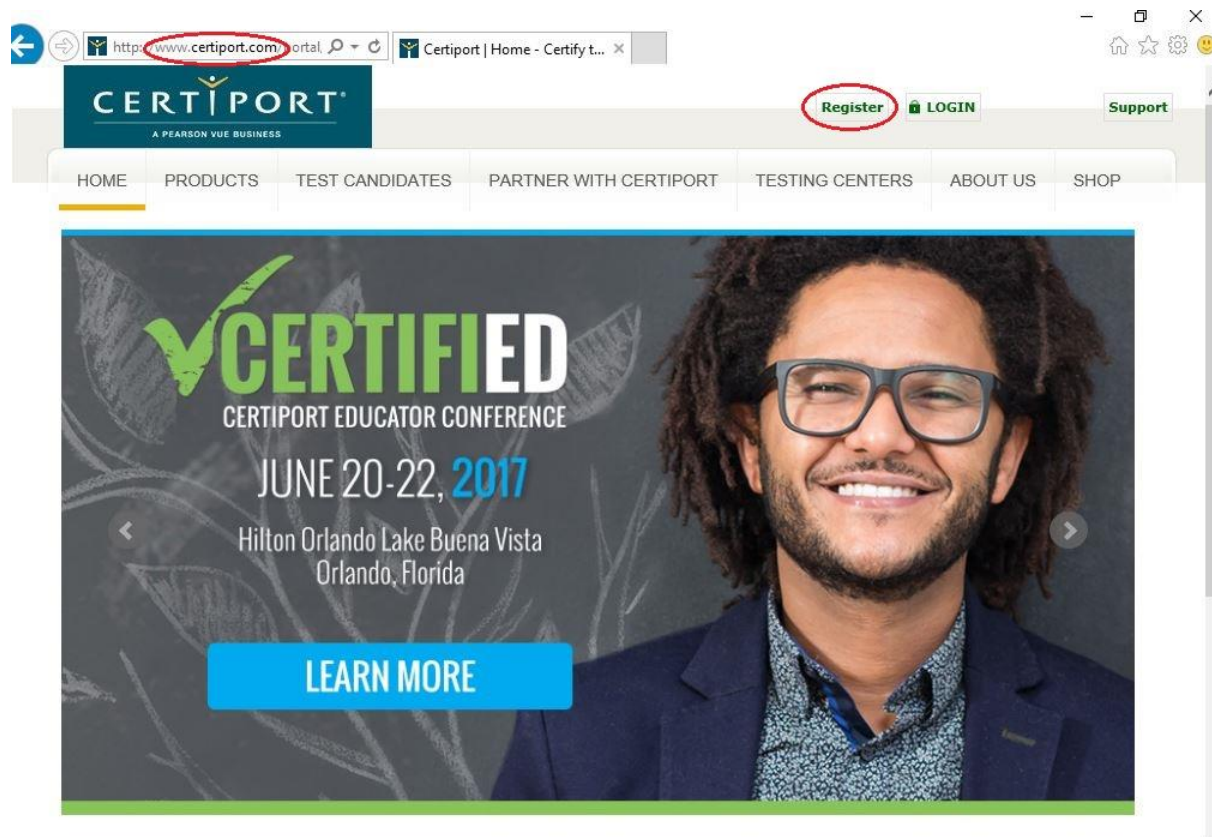 http://www.certiport.com/portal
Certiport | Home - Certify t...
CERTIPORT
A PEARSON VUE BUSINESS
Register
LOGIN
Support
HOME
PRODUCTS
TEST CANDIDATES
PARTNER WITH CERTIPORT
TESTING CENTERS
ABOUT US
SHOP
CERTIFIED
CERTIPORT EDUCATOR CONFERENCE
JUNE 20-22, 2017
Hilton Orlando Lake Buena Vista
Orlando, Florida
LEARN MORE